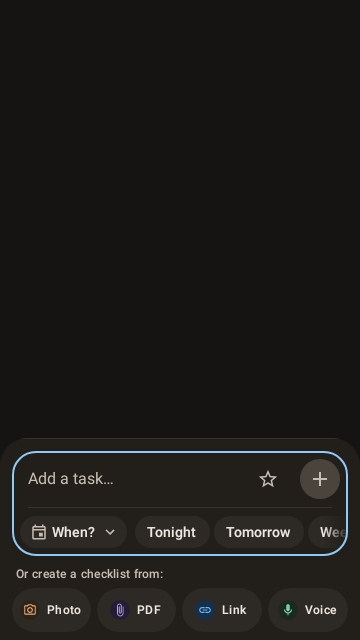 Add a task…
When?
Tonight
Tomorrow
Or create a checklist from:
Photo
PDF
Link
Voice